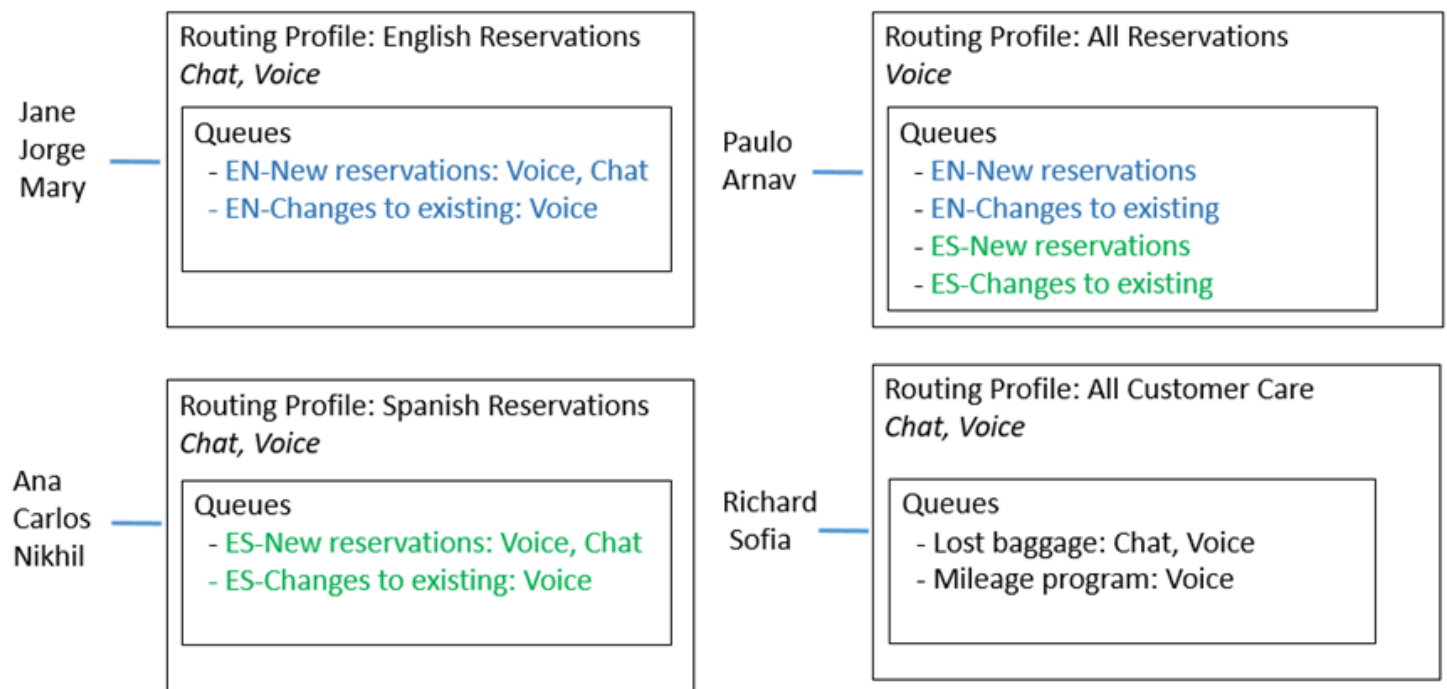 Jane
Jorge
Mary
Routing Profile: English Reservations
Chat, Voice
Queues
- EN-New reservations: Voice, Chat
- EN-Changes to existing: Voice
Paulo
Arnav
Routing Profile: All Reservations
Voice
Queues
- EN-New reservations
- EN-Changes to existing
- ES-New reservations
- ES-Changes to existing
Ana
Carlos
Nikhil
Routing Profile: Spanish Reservations
Chat, Voice
Queues
- ES-New reservations: Voice, Chat
- ES-Changes to existing: Voice
Richard
Sofia
Routing Profile: All Customer Care
Chat, Voice
Queues
- Lost baggage: Chat, Voice
- Mileage program: Voice